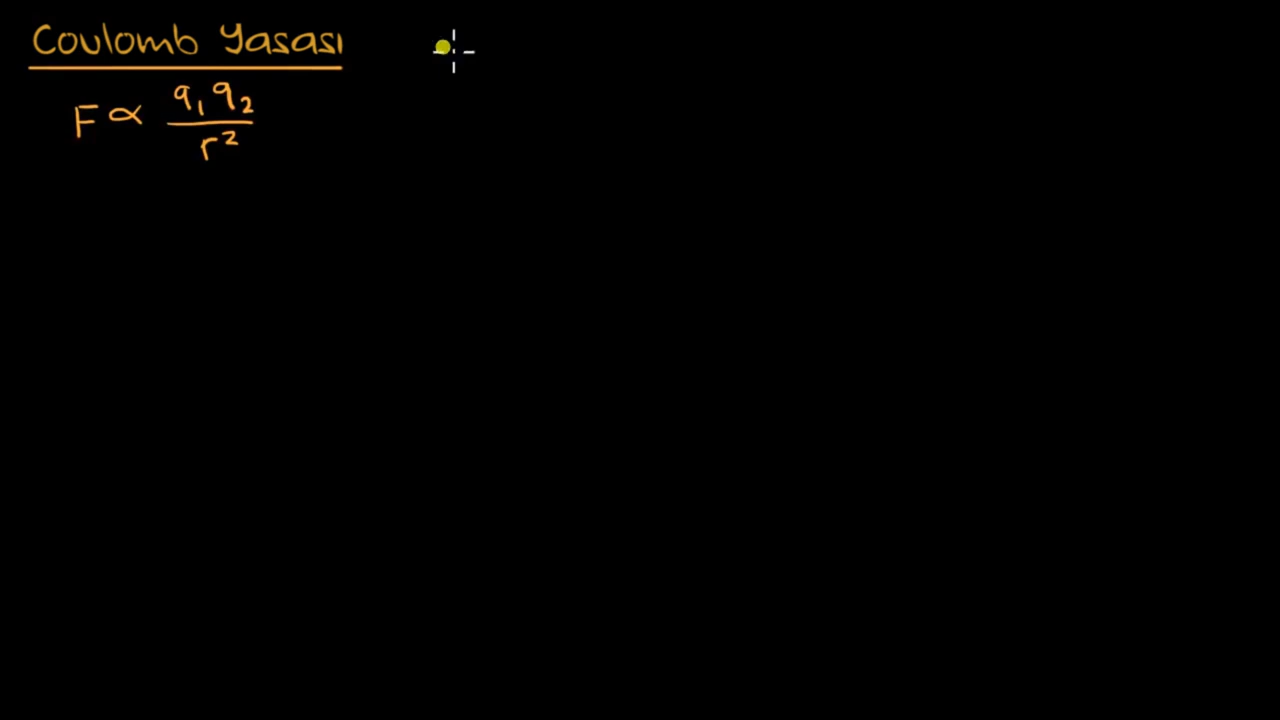 Coulomb Yasası
F ∝ q₁q₂ / r²